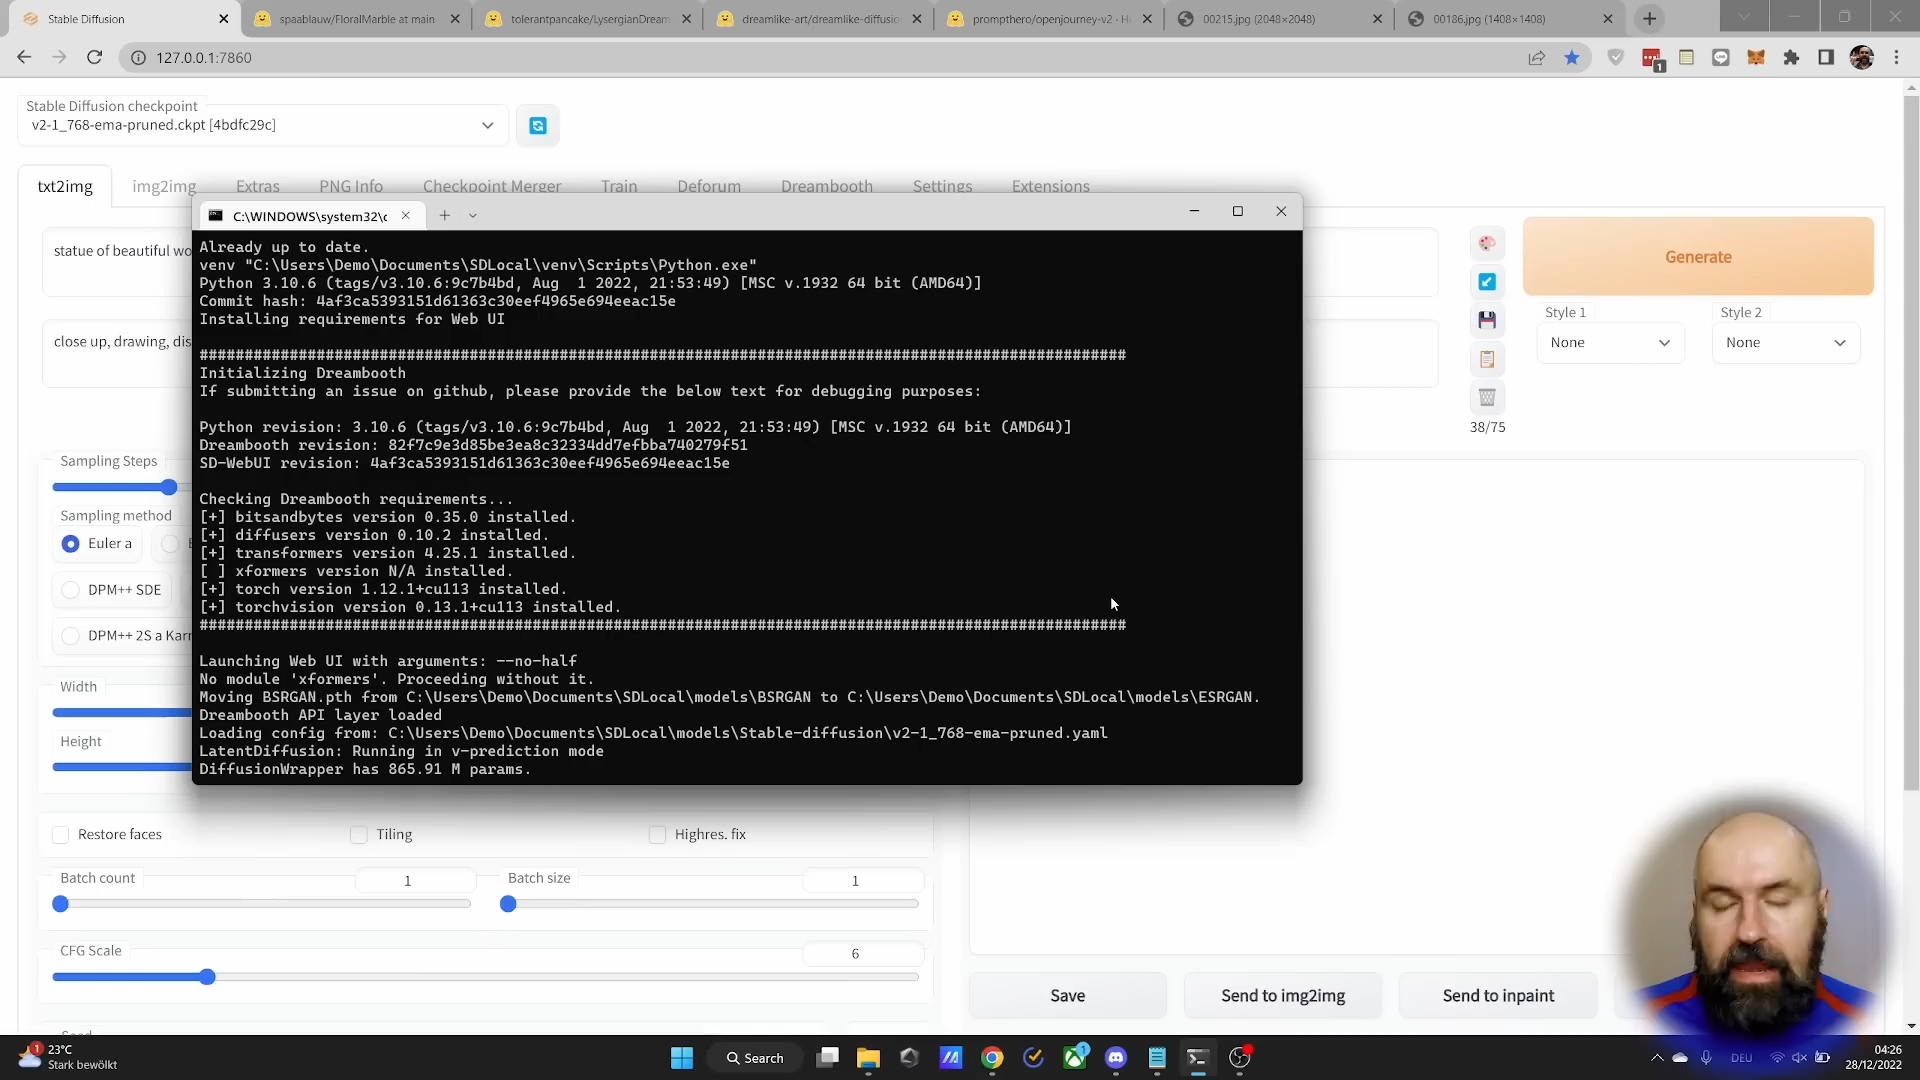 Stable Diffusion
spaablauw/FloralMarble at main
tolerantpancake/LysergianDream
dreamlike-art/dreamlike-diffusio
prompthero/openjourney-v2 - H
00215.jpg (2048×2048)
00186.jpg (1408×1408)
127.0.0.1:7860
1
Stable Diffusion checkpoint
v2-1_768-ema-pruned.ckpt [4bdfc29c]
txt2img
img2img
Extras
PNG Info
Checkpoint Merger
Train
Deforum
Dreambooth
Settings
Extensions
statue of beautiful wo
close up, drawing, dis
Generate
Style 1
Style 2
None
None
38/75
C:\WINDOWS\system32\c
Already up to date.
venv "C:\Users\Demo\Documents\SDLocal\venv\Scripts\Python.exe"
Python 3.10.6 (tags/v3.10.6:9c7b4bd, Aug  1 2022, 21:53:49) [MSC v.1932 64 bit (AMD64)]
Commit hash: 4af3ca5393151d61363c30eef4965e694eeac15e
Installing requirements for Web UI
#######################################################################################################
Initializing Dreambooth
If submitting an issue on github, please provide the below text for debugging purposes:
Python revision: 3.10.6 (tags/v3.10.6:9c7b4bd, Aug  1 2022, 21:53:49) [MSC v.1932 64 bit (AMD64)]
Dreambooth revision: 82f7c9e3d85be3ea8c32334dd7efbba740279f51
SD-WebUI revision: 4af3ca5393151d61363c30eef4965e694eeac15e
Checking Dreambooth requirements...
[+] bitsandbytes version 0.35.0 installed.
[+] diffusers version 0.10.2 installed.
[+] transformers version 4.25.1 installed.
[ ] xformers version N/A installed.
[+] torch version 1.12.1+cu113 installed.
[+] torchvision version 0.13.1+cu113 installed.
#######################################################################################################
Launching Web UI with arguments: --no-half
No module 'xformers'. Proceeding without it.
Moving BSRGAN.pth from C:\Users\Demo\Documents\SDLocal\models\BSRGAN to C:\Users\Demo\Documents\SDLocal\models\ESRGAN.
Dreambooth API layer loaded
Loading config from: C:\Users\Demo\Documents\SDLocal\models\Stable-diffusion\v2-1_768-ema-pruned.yaml
LatentDiffusion: Running in v-prediction mode
DiffusionWrapper has 865.91 M params.
Sampling Steps
Sampling method
Euler a
DPM++ SDE
DPM++ 2S a Kar
Width
Height
Restore faces
Tiling
Highres. fix
Batch count
1
Batch size
1
CFG Scale
6
Save
Send to img2img
Send to inpaint
1
23°C
Stark bewölkt
Search
1
DEU
04:26
28/12/2022